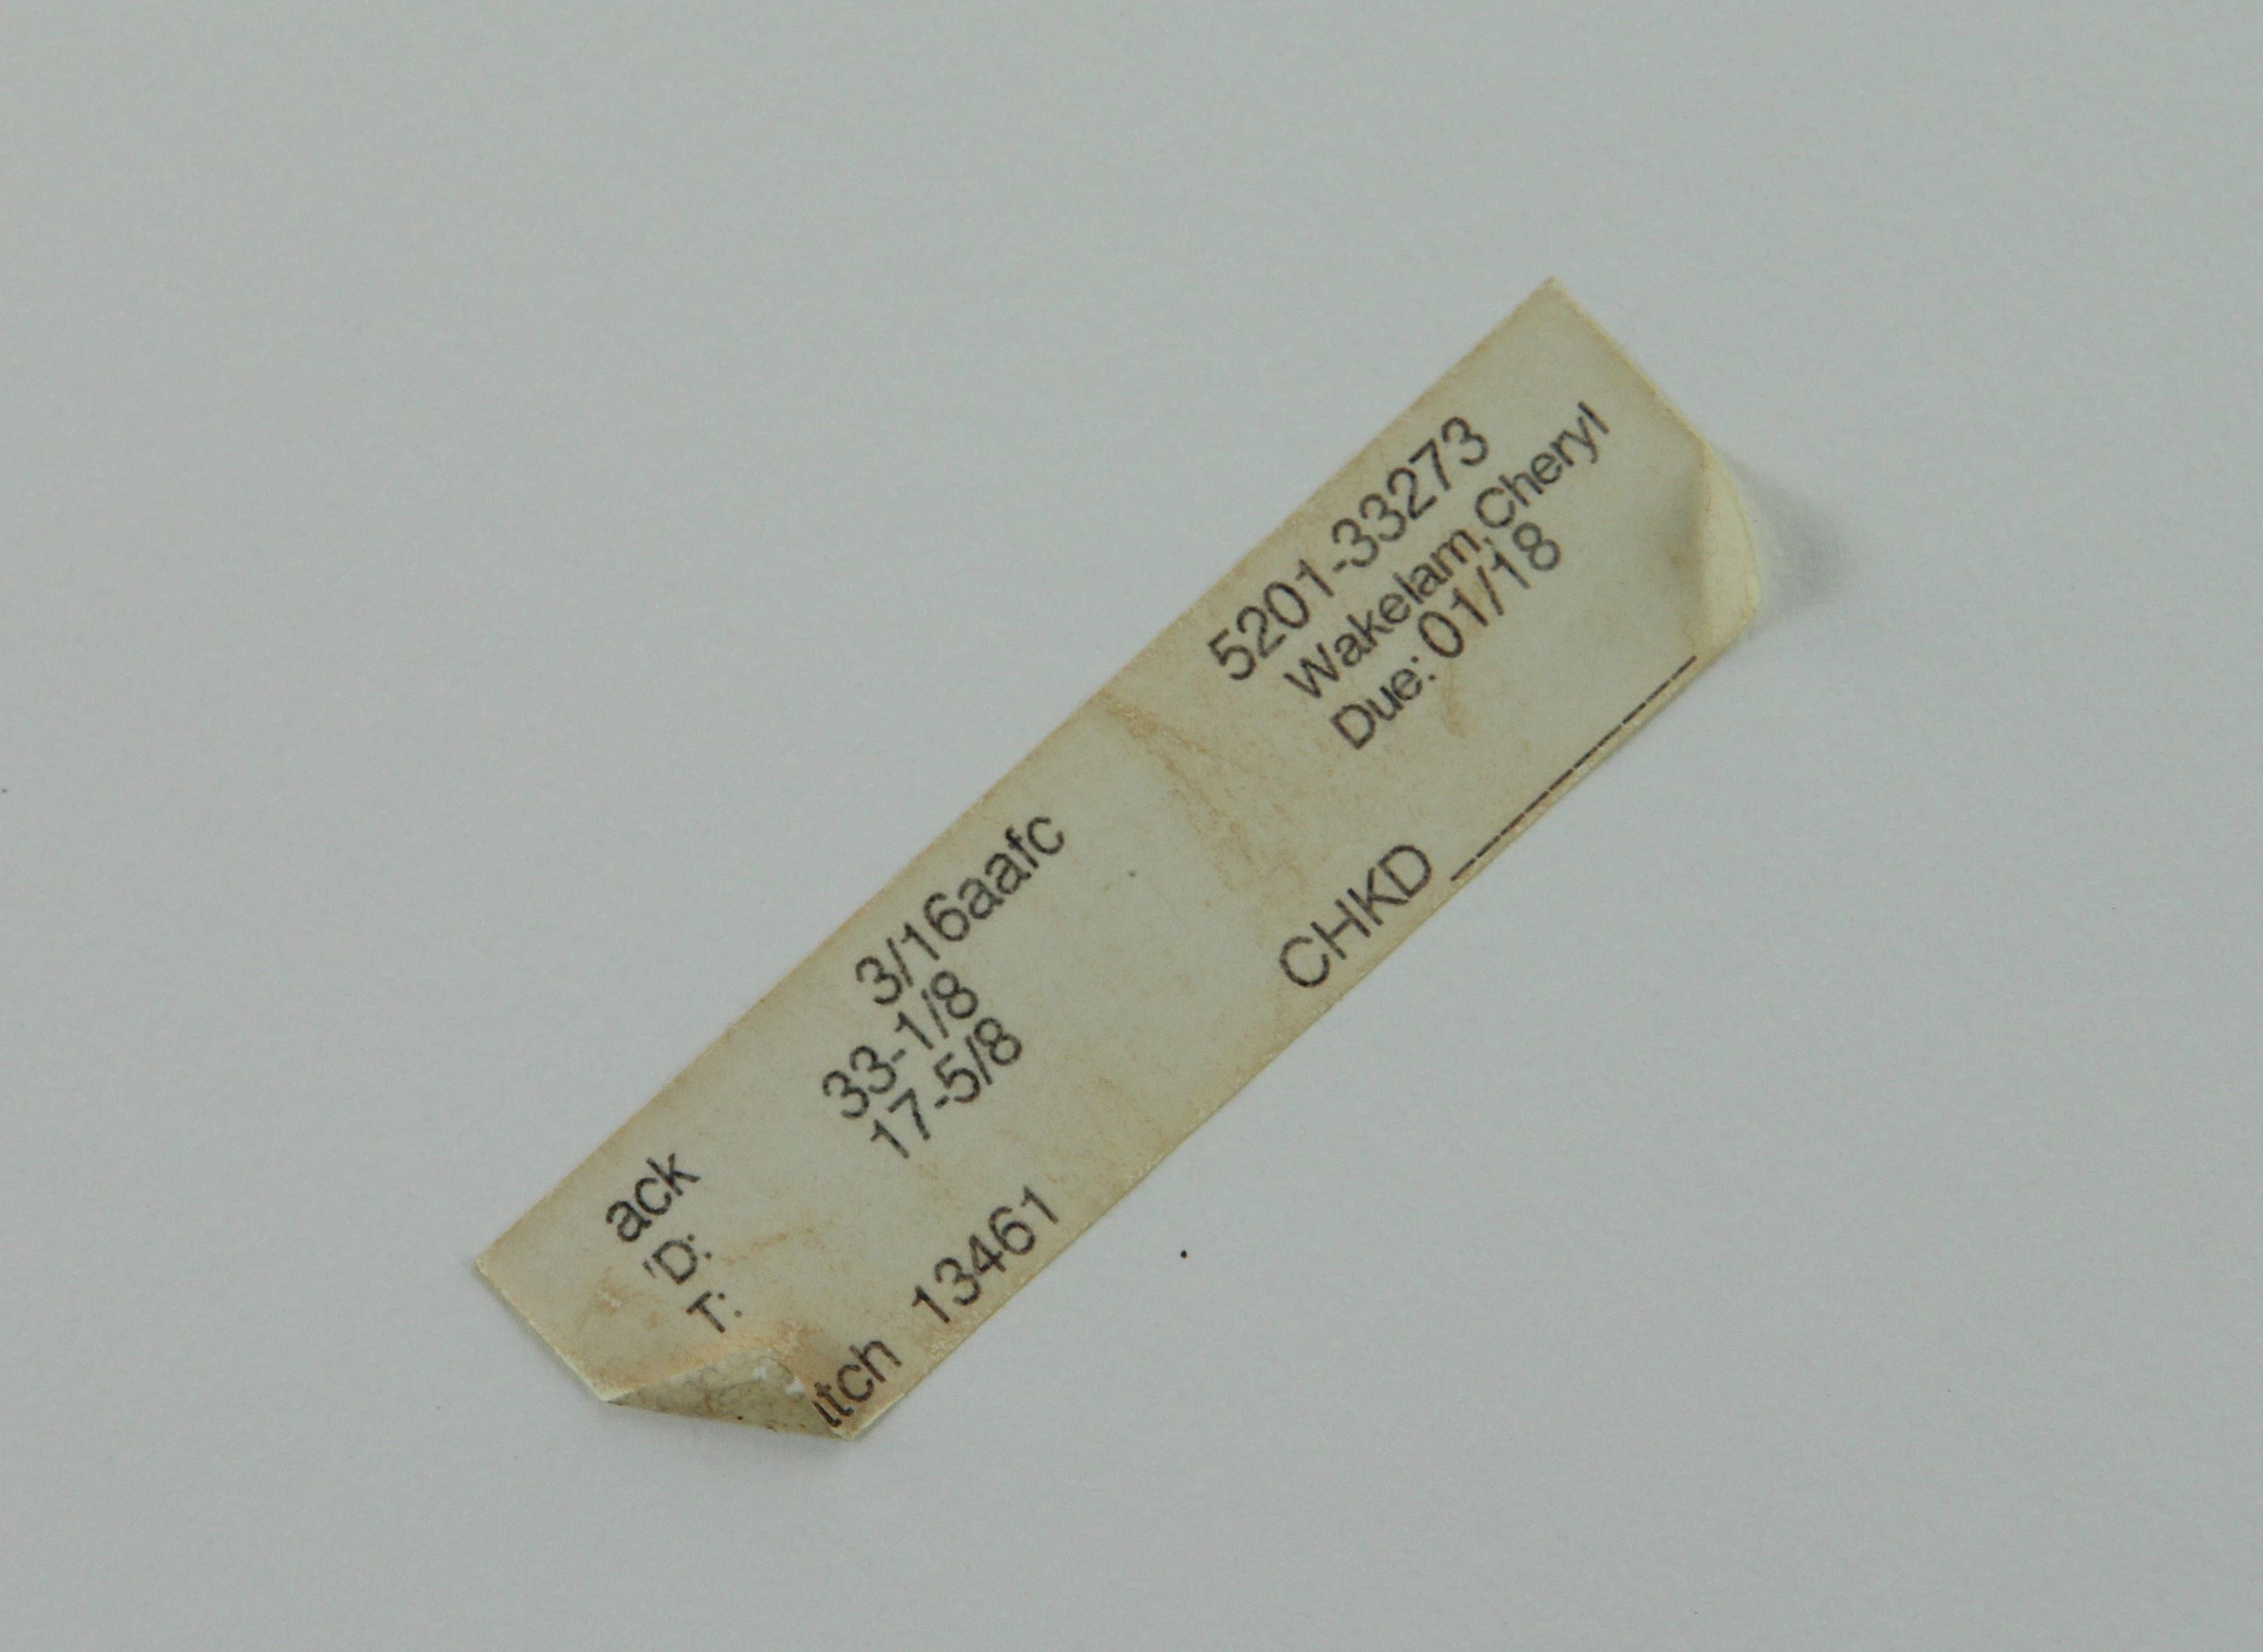 ack 3/16aafc 5201-33273
'D: 33-1/8 Wakelam, Cheryl
T: 17-5/8 Due: 01/18
tch 13461 CHKD ________